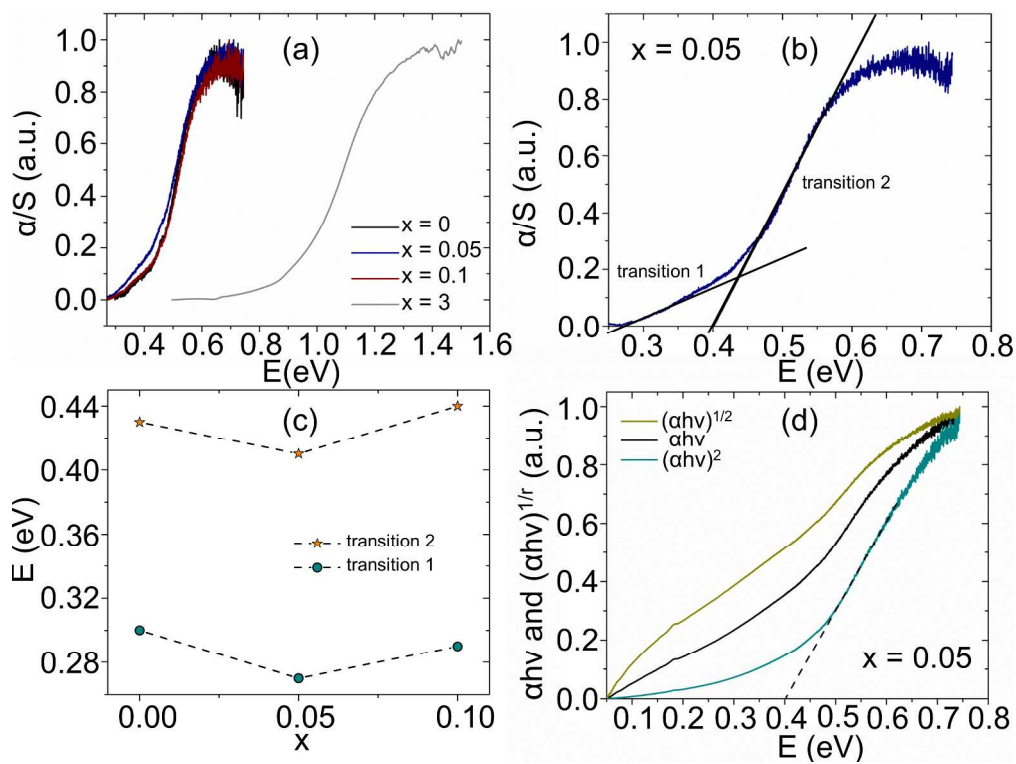 (a)
α/S (a.u.)
1.0
0.8
0.6
0.4
0.2
0.0
x = 0
x = 0.05
x = 0.1
x = 3
0.4 0.6 0.8 1.0 1.2 1.4 1.6
E(eV)
x = 0.05 (b)
α/S (a.u.)
1.0
0.8
0.6
0.4
0.2
0.0
transition 2
transition 1
0.3 0.4 0.5 0.6 0.7 0.8
E (eV)
(c)
E (eV)
0.44
0.40
0.36
0.32
0.28
transition 2
transition 1
0.00 0.05 0.10
x
(d)
αhv and (αhv)1/r (a.u.)
1.0
0.8
0.6
0.4
0.2
0.0
(αhv)1/2
αhv
(αhv)2
x = 0.05
0.1 0.2 0.3 0.4 0.5 0.6 0.7 0.8
E (eV)